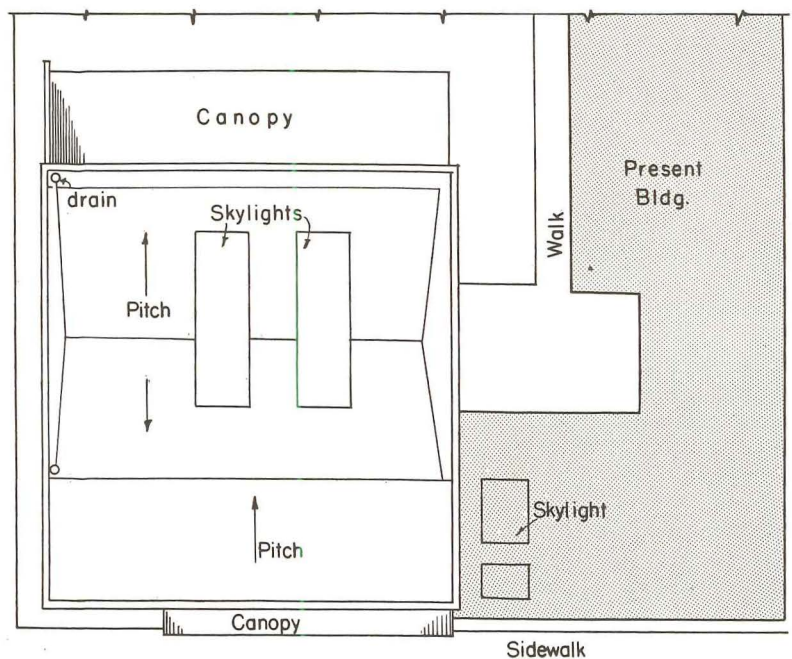 Canopy
Present
Bldg.
drain
Skylights
Walk
Pitch
Skylight
Pitch
Canopy
Sidewalk